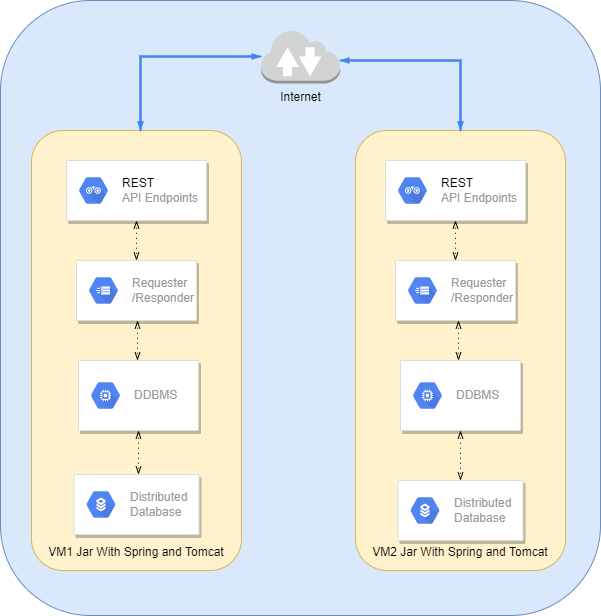 Internet
REST
API Endpoints
Requester
/Responder
DDBMS
Distributed
Database
VM1 Jar With Spring and Tomcat
REST
API Endpoints
Requester
/Responder
DDBMS
Distributed
Database
VM2 Jar With Spring and Tomcat